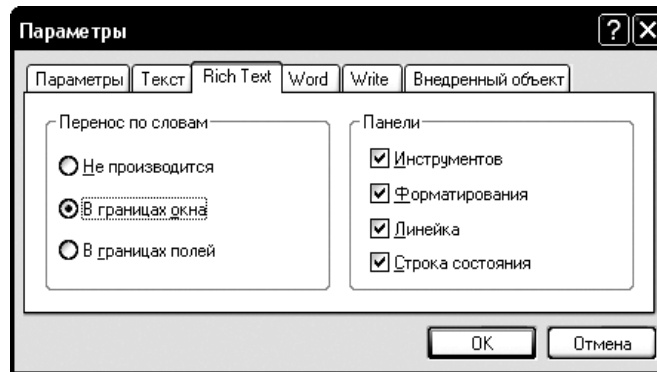 Параметры
Параметры Текст Rich Text Word Write Внедренный объект
Перенос по словам
Не производится
В границах окна
В границах полей
Панели
Инструментов
Форматирования
Линейка
Строка состояния
OK Отмена